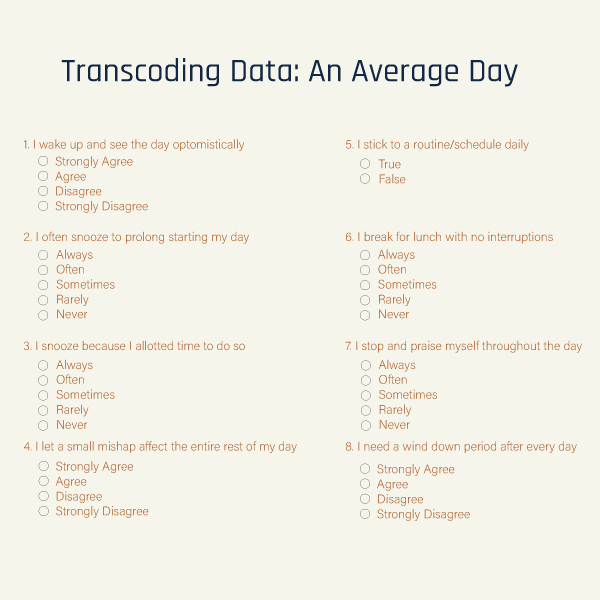 Transcoding Data: An Average Day
1. I wake up and see the day optomistically
Strongly Agree
Agree
Disagree
Strongly Disagree
2. I often snooze to prolong starting my day
Always
Often
Sometimes
Rarely
Never
3. I snooze because I allotted time to do so
Always
Often
Sometimes
Rarely
Never
4. I let a small mishap affect the entire rest of my day
Strongly Agree
Agree
Disagree
Strongly Disagree
5. I stick to a routine/schedule daily
True
False
6. I break for lunch with no interruptions
Always
Often
Sometimes
Rarely
Never
7. I stop and praise myself throughout the day
Always
Often
Sometimes
Rarely
Never
8. I need a wind down period after every day
Strongly Agree
Agree
Disagree
Strongly Disagree